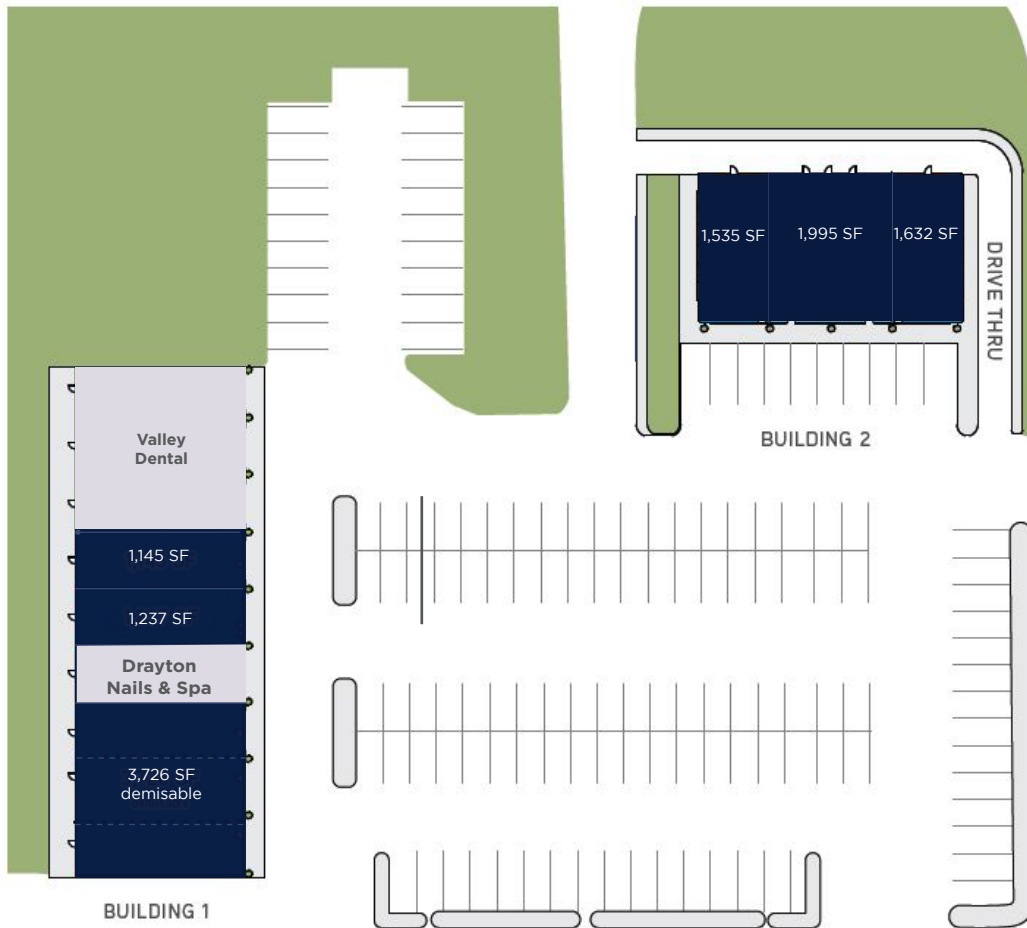 1,535 SF
1,995 SF
1,632 SF
DRIVE THRU
BUILDING 2
Valley
Dental
1,145 SF
1,237 SF
Drayton
Nails & Spa
3,726 SF
demisable
BUILDING 1